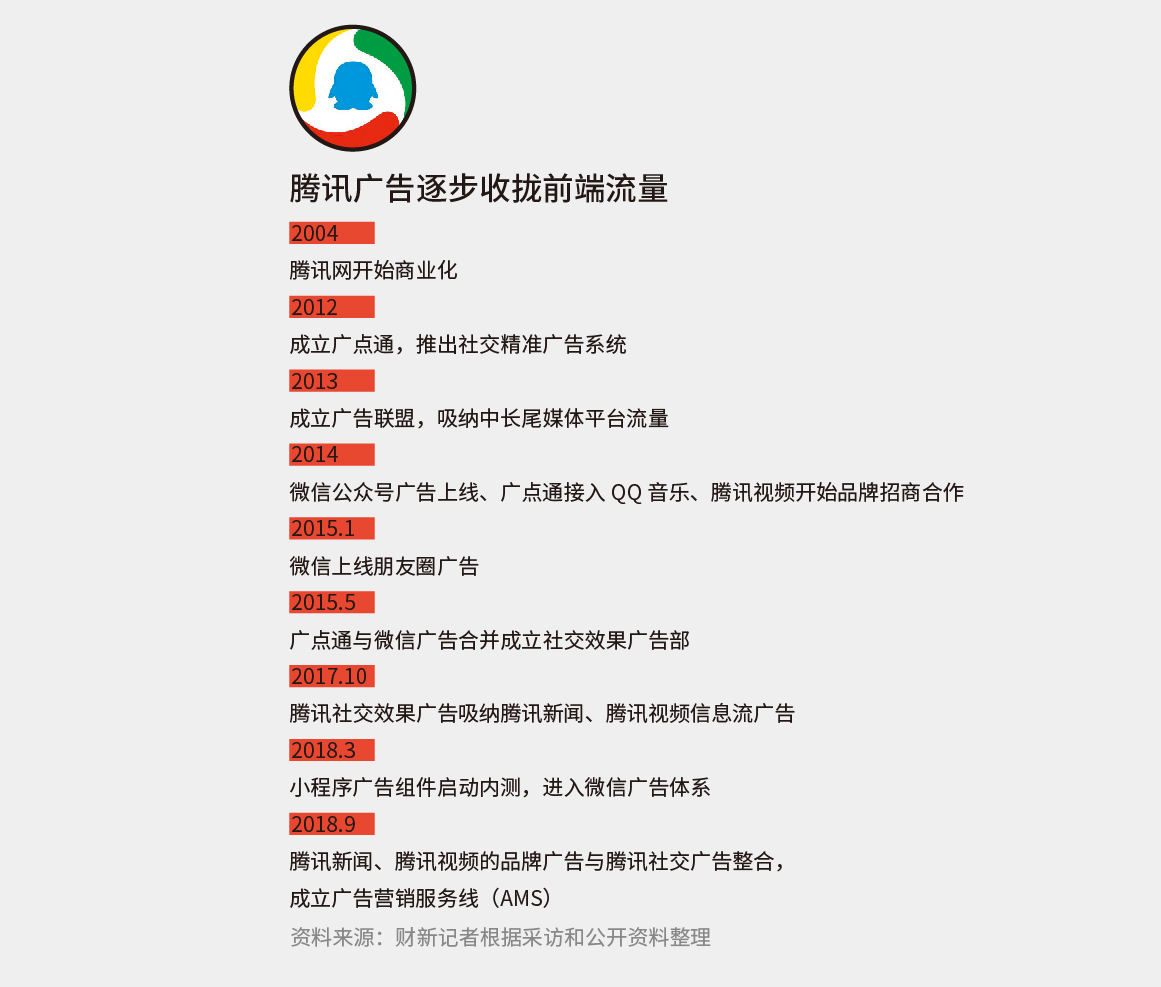 腾讯广告逐步收拢前端流量
2004
腾讯网开始商业化
2012
成立广点通，推出社交精准广告系统
2013
成立广告联盟，吸纳中长尾媒体平台流量
2014
微信公众号广告上线、广点通接入 QQ 音乐、腾讯视频开始品牌招商合作
2015.1
微信上线朋友圈广告
2015.5
广点通与微信广告合并成立社交效果广告部
2017.10
腾讯社交效果广告吸纳腾讯新闻、腾讯视频信息流广告
2018.3
小程序广告组件启动内测，进入微信广告体系
2018.9
腾讯新闻、腾讯视频的品牌广告与腾讯社交广告整合，
成立广告营销服务线（AMS）
资料来源：财新记者根据采访和公开资料整理